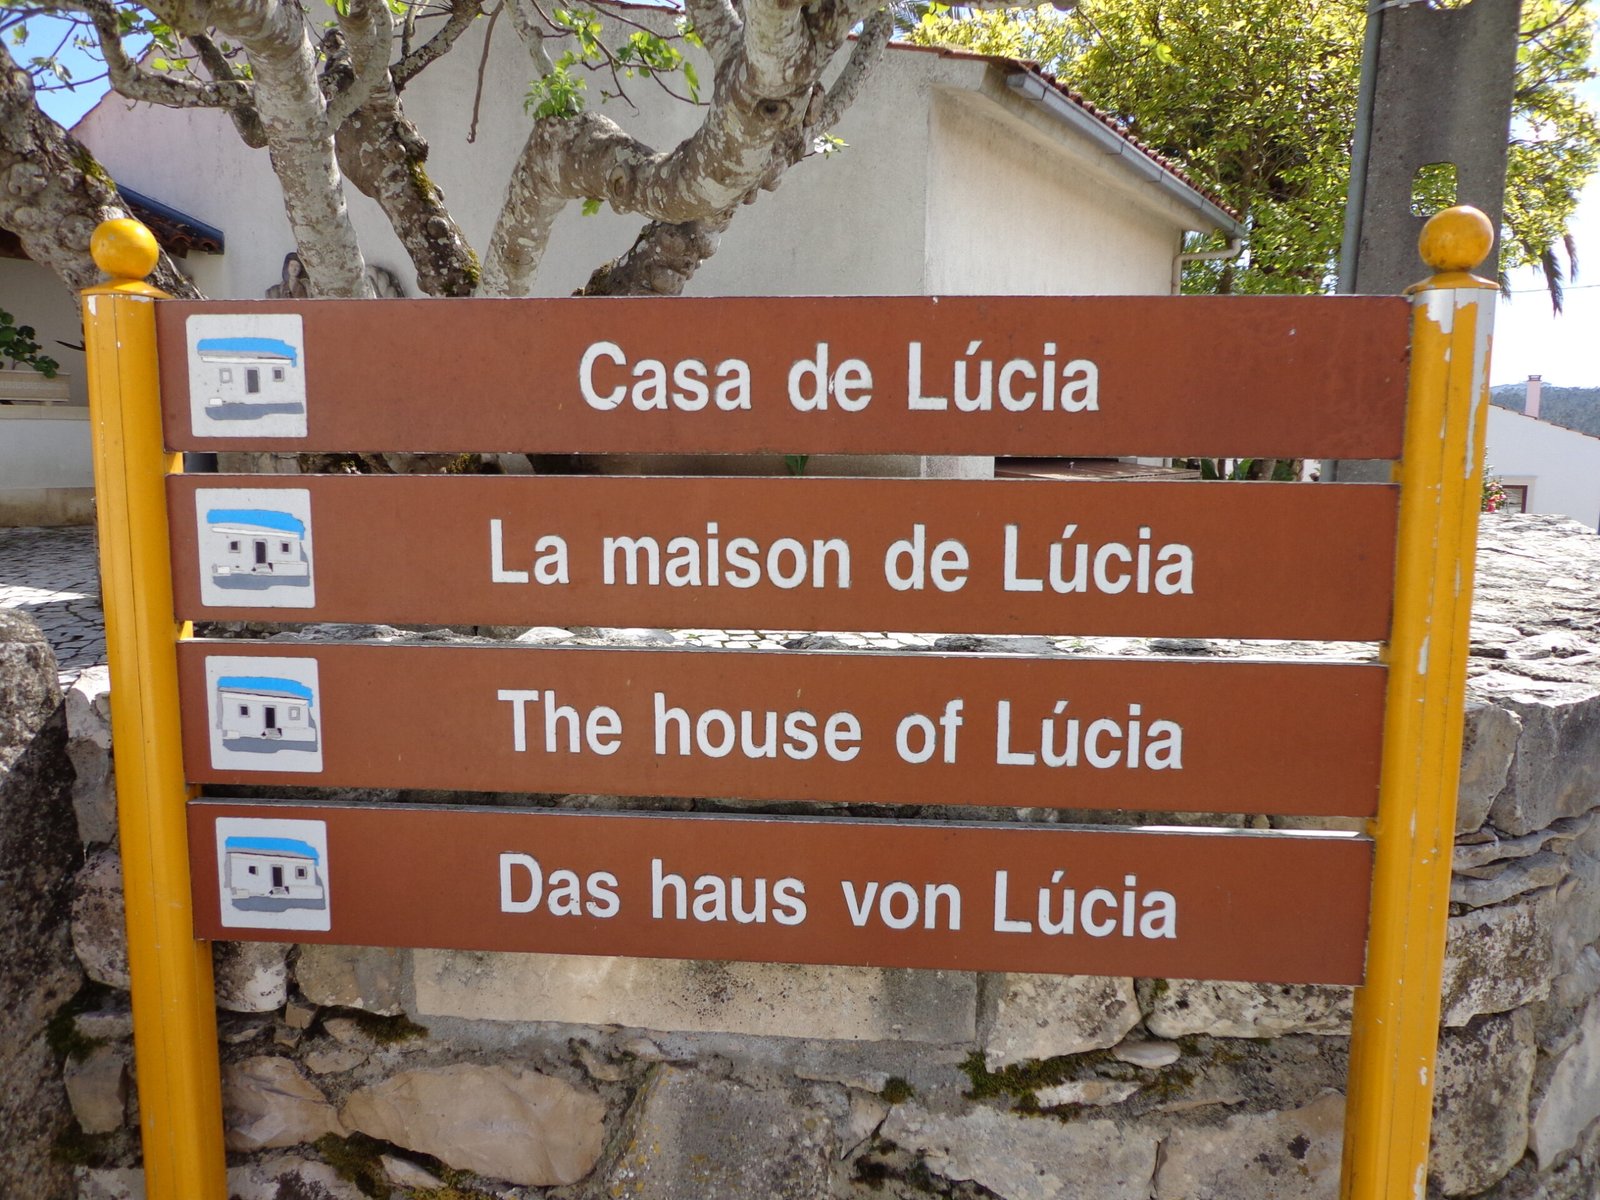 Casa de Lúcia
La maison de Lúcia
The house of Lúcia
Das haus von Lúcia